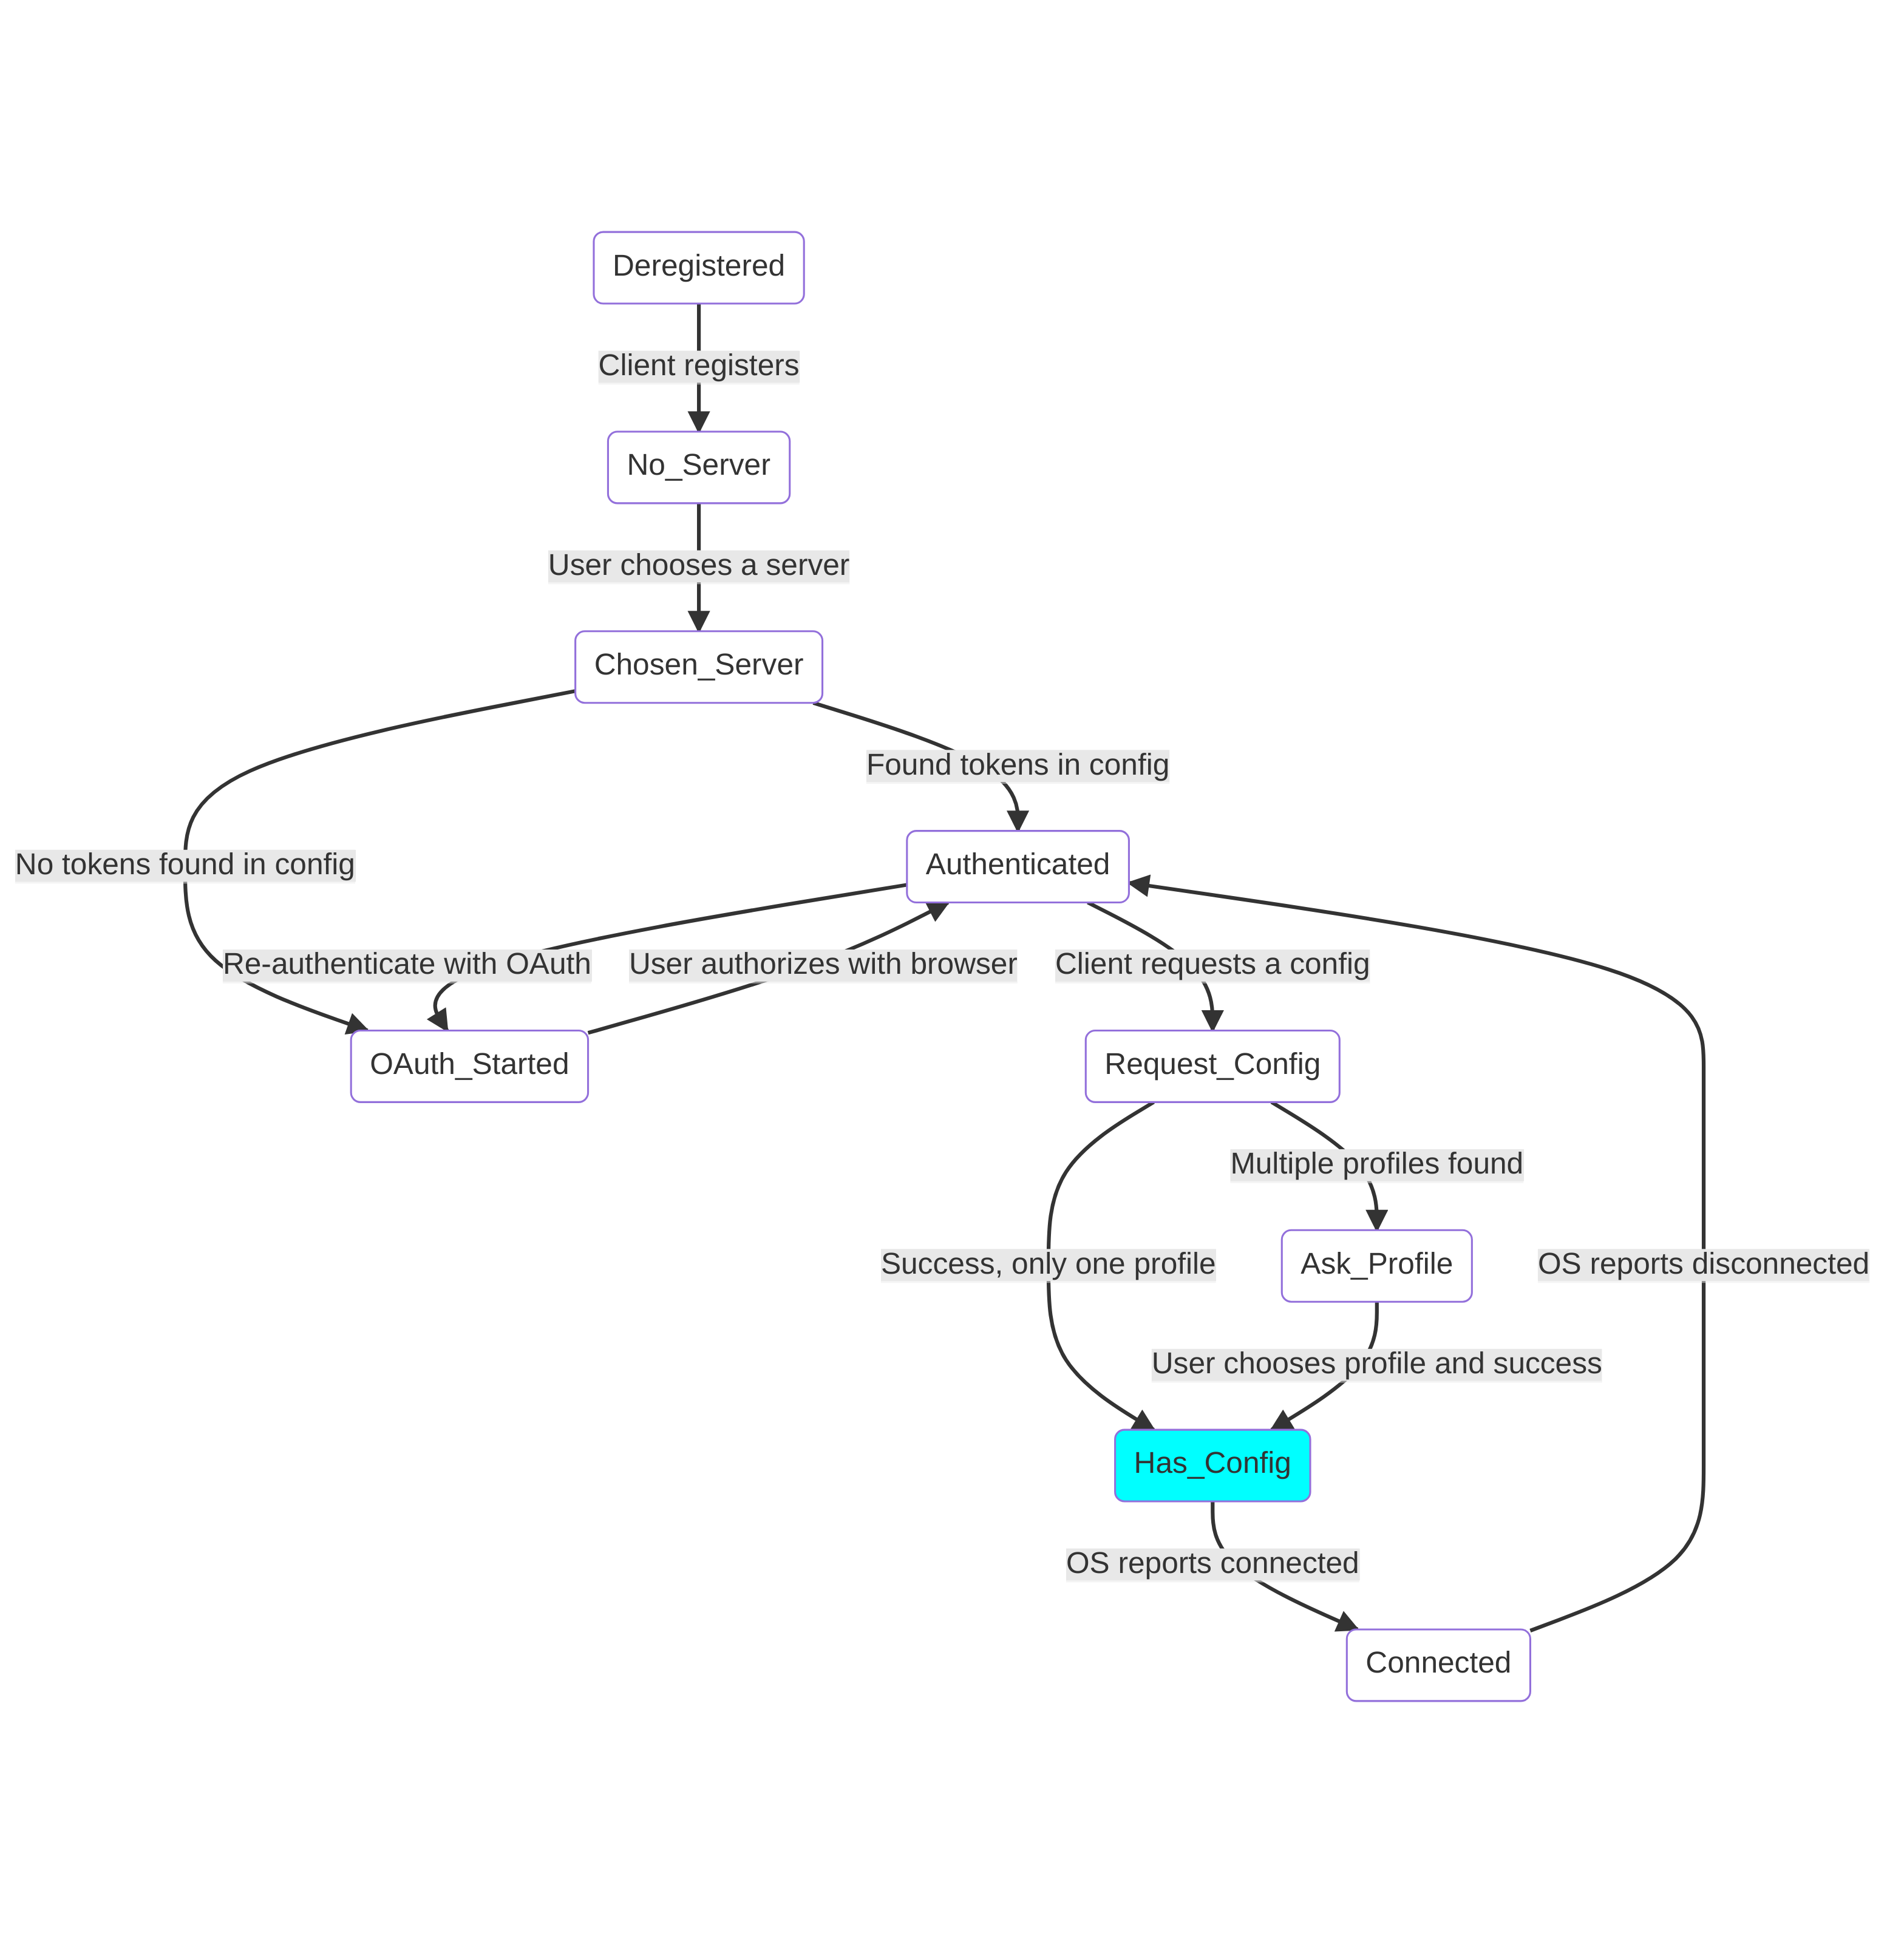 Deregistered
Client registers
No_Server
User chooses a server
Chosen_Server
Found tokens in config
No tokens found in config
Authenticated
Re-authenticate with OAuth
User authorizes with browser
Client requests a config
OAuth_Started
Request_Config
Multiple profiles found
Success, only one profile
Ask_Profile
OS reports disconnected
User chooses profile and success
Has_Config
OS reports connected
Connected